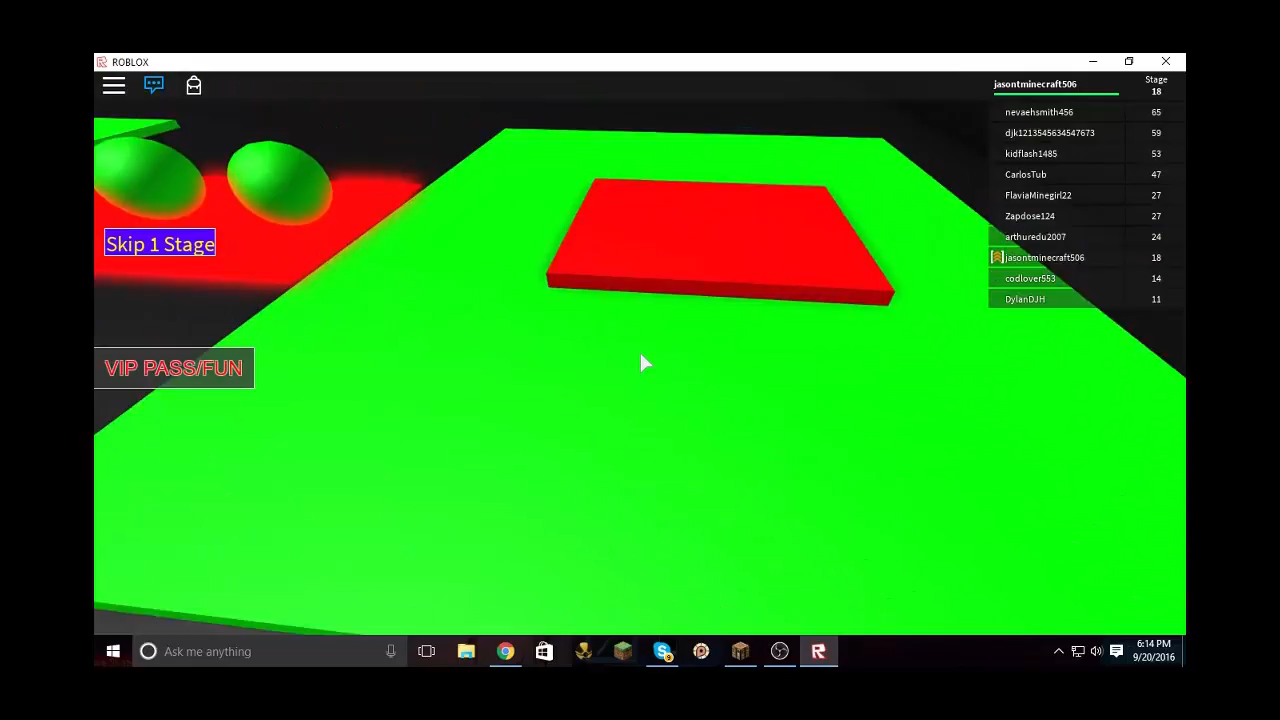 ROBLOX
jasontminecraft506
Stage
18
nevaehsmith456 65
djk1213545634547673 59
kidflash1485 53
CarlosTub 47
FlaviaMinegirl22 27
Zapdose124 27
arthuredu2007 24
jasontminecraft506 18
codlover553 14
DylanDJH 11
Skip 1 Stage
VIP PASS/FUN
Ask me anything
6:14 PM
9/20/2016